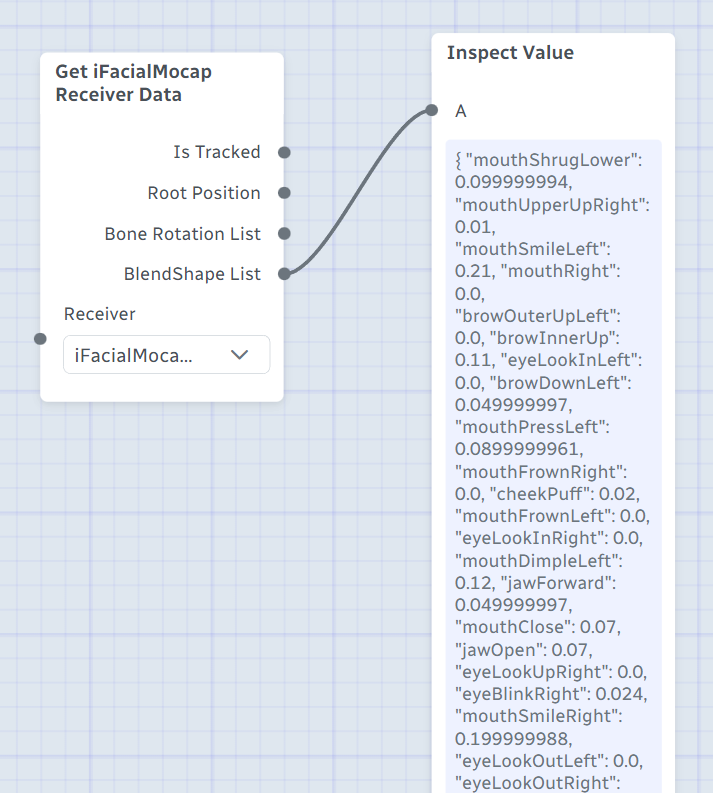 Get iFacialMocap
Receiver Data
Is Tracked
Root Position
Bone Rotation List
BlendShape List
Receiver
iFacialMoca...
Inspect Value
A
{ "mouthShrugLower":
0.099999994,
"mouthUpperUpRight":
0.01,
"mouthSmileLeft":
0.21, "mouthRight":
0.0,
"browOuterUpLeft":
0.0, "browInnerUp":
0.11, "eyeLookInLeft":
0.0, "browDownLeft":
0.049999997,
"mouthPressLeft":
0.0899999961,
"mouthFrownRight":
0.0, "cheekPuff": 0.02,
"mouthFrownLeft": 0.0,
"eyeLookInRight": 0.0,
"mouthDimpleLeft":
0.12, "jawForward":
0.049999997,
"mouthClose": 0.07,
"jawOpen": 0.07,
"eyeLookUpRight": 0.0,
"eyeBlinkRight": 0.024,
"mouthSmileRight":
0.199999988,
"eyeLookOutLeft": 0.0,
"eyeLookOutRight":